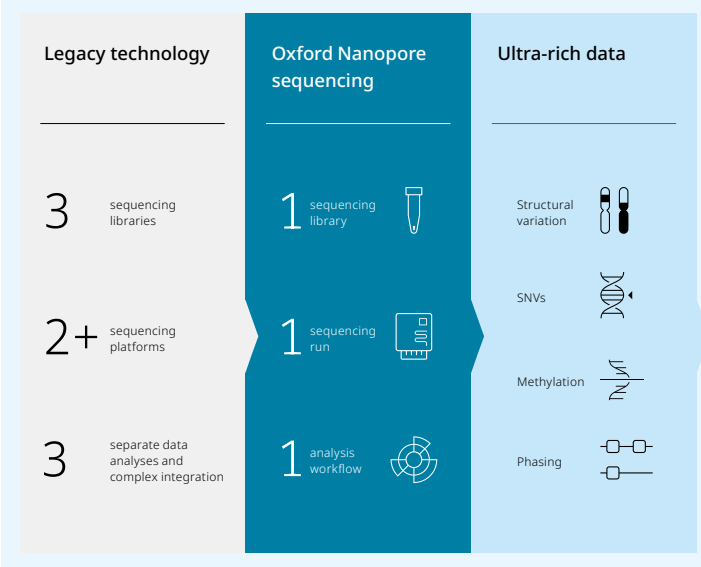 Legacy technology
3
sequencing
libraries
2+
sequencing
platforms
3
separate data
analyses and
complex integration
Oxford Nanopore
sequencing
1
sequencing
library
1
sequencing
run
1
analysis
workflow
Ultra-rich data
Structural
variation
SNVs
Methylation
Phasing